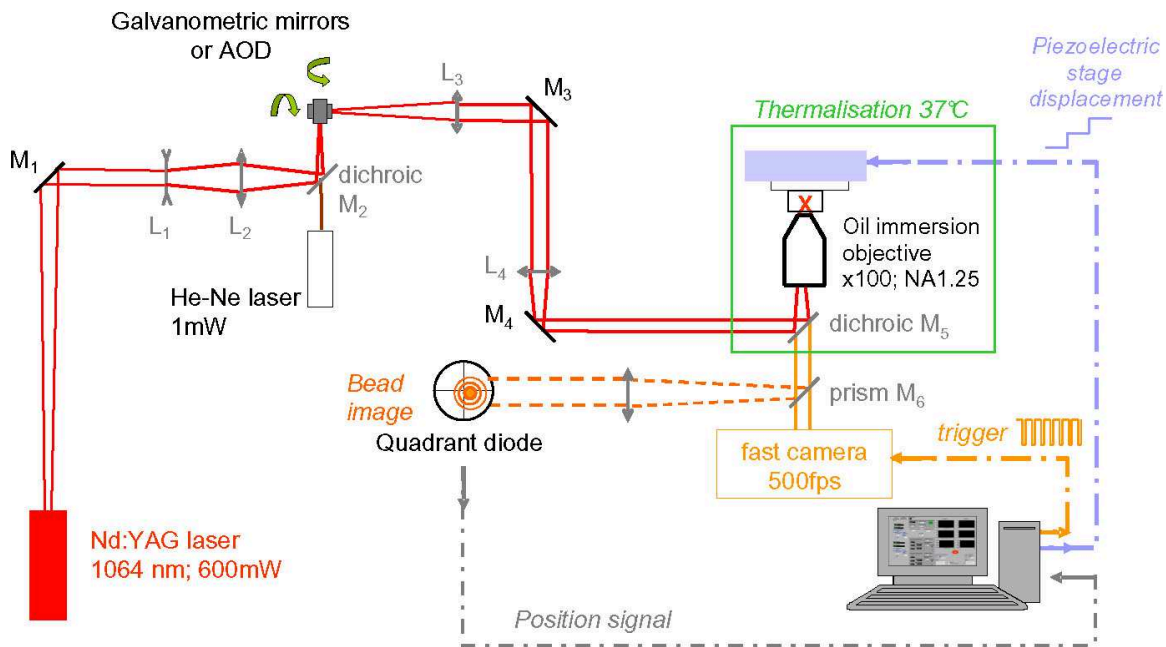 Galvanometric mirrors
or AOD
Piezoelectric
stage
displacement
L3
M3
Thermalisation 37°C
M1
dichroic
M2
L1
L2
Oil immersion
objective
x100; NA1.25
L4
He-Ne laser
1mW
M4
dichroic M5
Bead
image
prism M6
Quadrant diode
trigger
fast camera
500fps
Nd:YAG laser
1064 nm; 600mW
Position signal